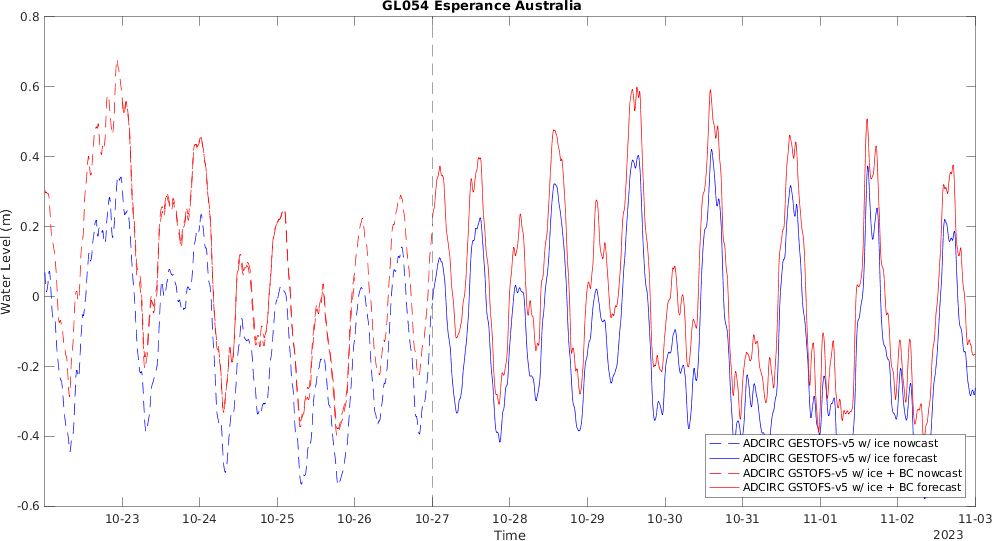 GL054 Esperance Australia
Water Level (m)
0.8
0.6
0.4
0.2
0
-0.2
-0.4
-0.6
ADCIRC GESTOFS-v5 w/ ice nowcast
ADCIRC GESTOFS-v5 w/ ice forecast
ADCIRC GSTOFS-v5 w/ ice + BC nowcast
ADCIRC GSTOFS-v5 w/ ice + BC forecast
10-23 10-24 10-25 10-26 10-27 10-28 10-29 10-30 10-31 11-01 11-02 11-03
Time
2023